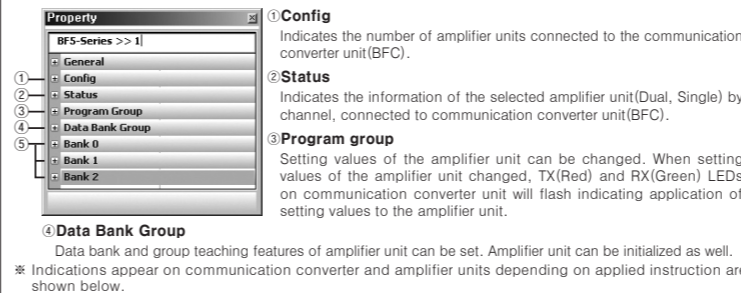 Property
BF5-Series >> 1
General
① Config
② Status
③ Program Group
④ Data Bank Group
⑤ Bank 0
Bank 1
Bank 2
①Config
Indicates the number of amplifier units connected to the communication
converter unit(BFC).
②Status
Indicates the information of the selected amplifier unit(Dual, Single) by
channel, connected to communication converter unit(BFC).
③Program group
Setting values of the amplifier unit can be changed. When setting
values of the amplifier unit changed, TX(Red) and RX(Green) LEDs
on communication converter unit will flash indicating application of
setting values to the amplifier unit.
④Data Bank Group
Data bank and group teaching features of amplifier unit can be set. Amplifier unit can be initialized as well.
※ Indications appear on communication converter and amplifier units depending on applied instruction are
shown below.